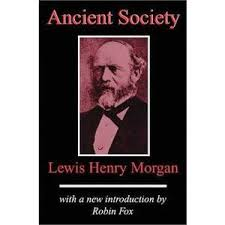 Ancient Society
Lewis Henry Morgan
with a new introduction by
Robin Fox